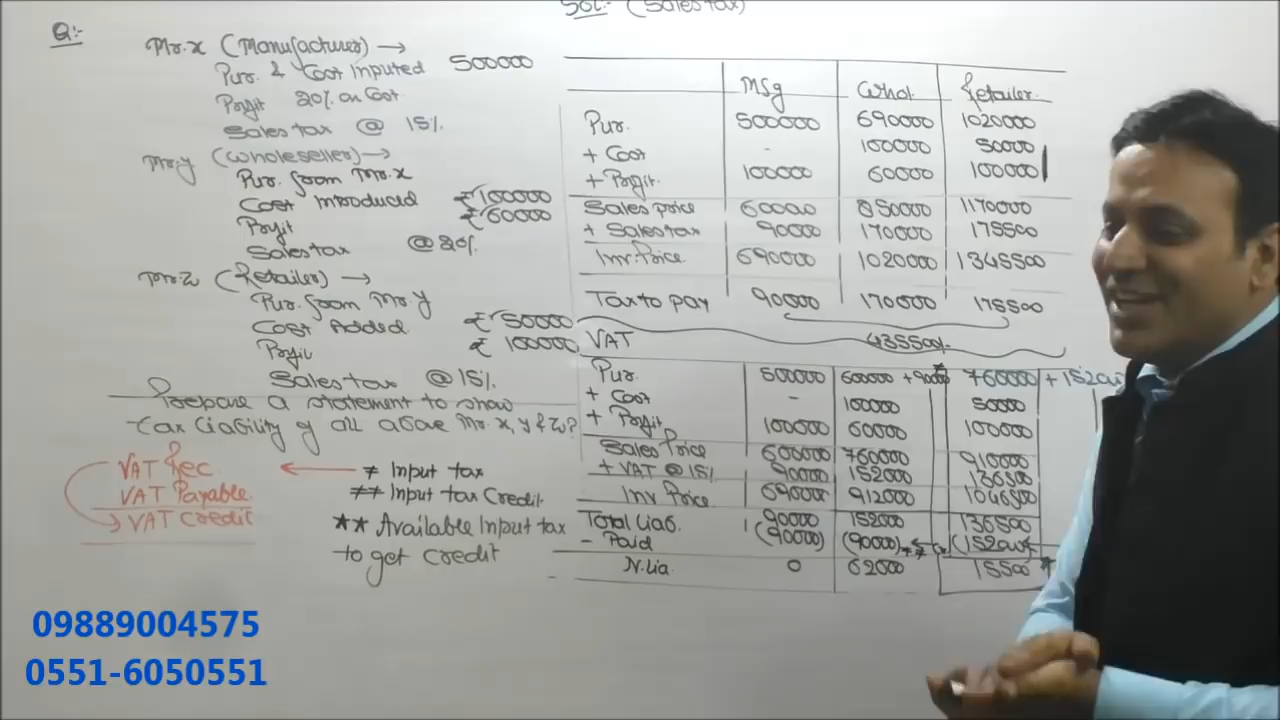 Sol:- (Sales tax)
Q:-
Mr. X (Manufacturer) →
Pur. & Cost Inputed 500000
Profit 20% on Cost
Sales tax @ 15%.
Mr. Y (Wholeseller) →
Pur. from Mr. X
Cost Introduced ₹ 100000
Profit ₹ 60000
Sales tax @ 20%.
Mr. Z (Retailer) →
Pur. from Mr Y
Cost Added ₹ 50000
Profit ₹ 100000
Sales tax @ 15%
Prepare a statement to show
tax liability of all above Mr. X, Y & Z?
VAT Rec.
VAT Payable
VAT Credit
* Input tax
** Input tax Credit
** Available Input tax
to get credit
Mfg Whol. Retailer
Pur. 500000 690000 1020000
+ Cost - 100000 50000
+ Profit. 100000 60000 100000
Sales price 600000 850000 1170000
+ Sales tax 90000 170000 175500
Inv. Price 690000 1020000 1345500
Tax to pay 90000 170000 175500
VAT 435500/-
Pur. 500000 600000 + 90000* 760000 + 152000
+ Cost - 100000 50000
+ Profit 100000 60000 100000
Sales Price 600000 760000 910000
+ VAT @ 15% 90000 152000 136500
Inv Price 690000 912000 1046500
Total Liab. 90000 152000 136500
- Paid (90000) (90000) ** (152000)
N. Lia 0 62000 15500 *
09889004575
0551-6050551